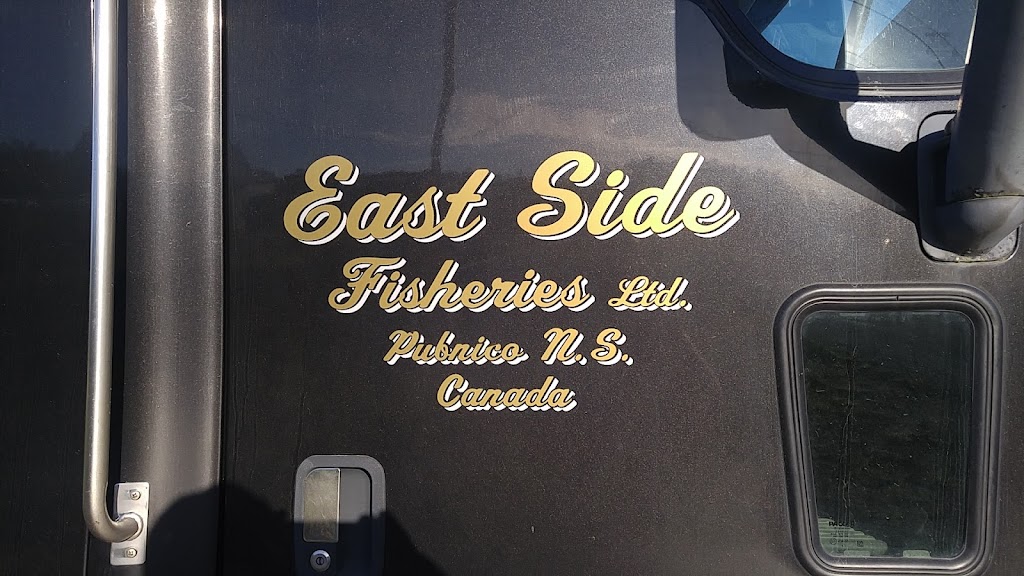 East Side
Fisheries Ltd.
Pubnico N.S.
Canada